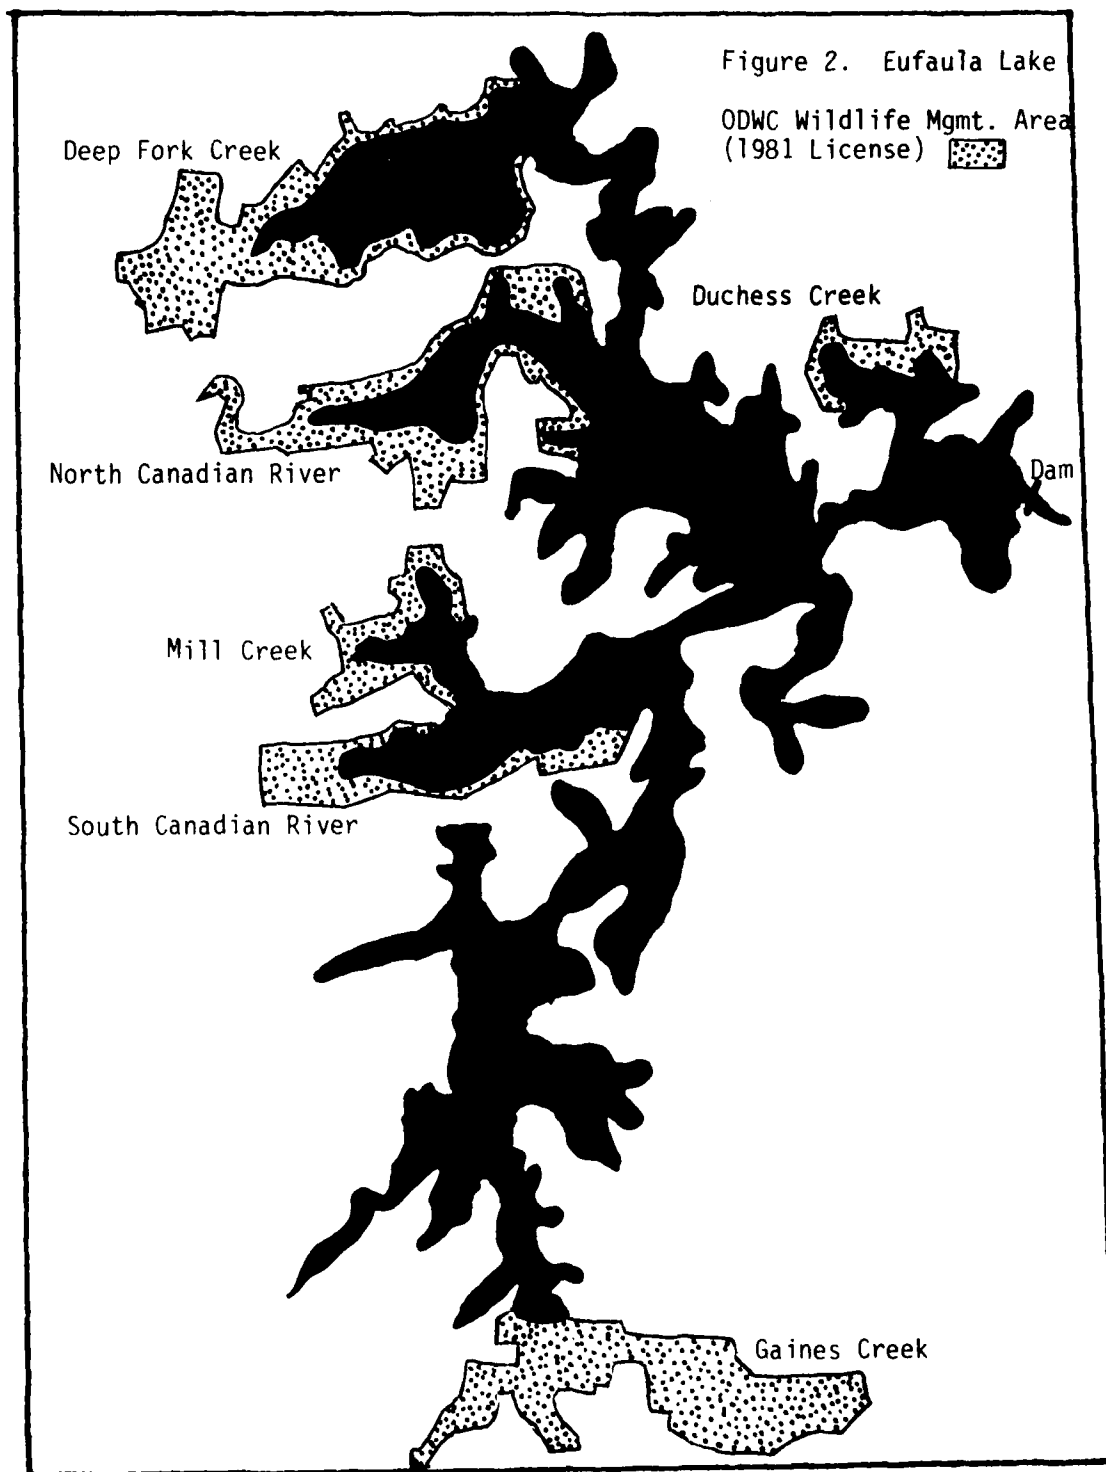 Figure 2. Eufaula Lake
ODWC Wildlife Mgmt. Area
(1981 License)
Deep Fork Creek
Duchess Creek
North Canadian River
Dam
Mill Creek
South Canadian River
Gaines Creek